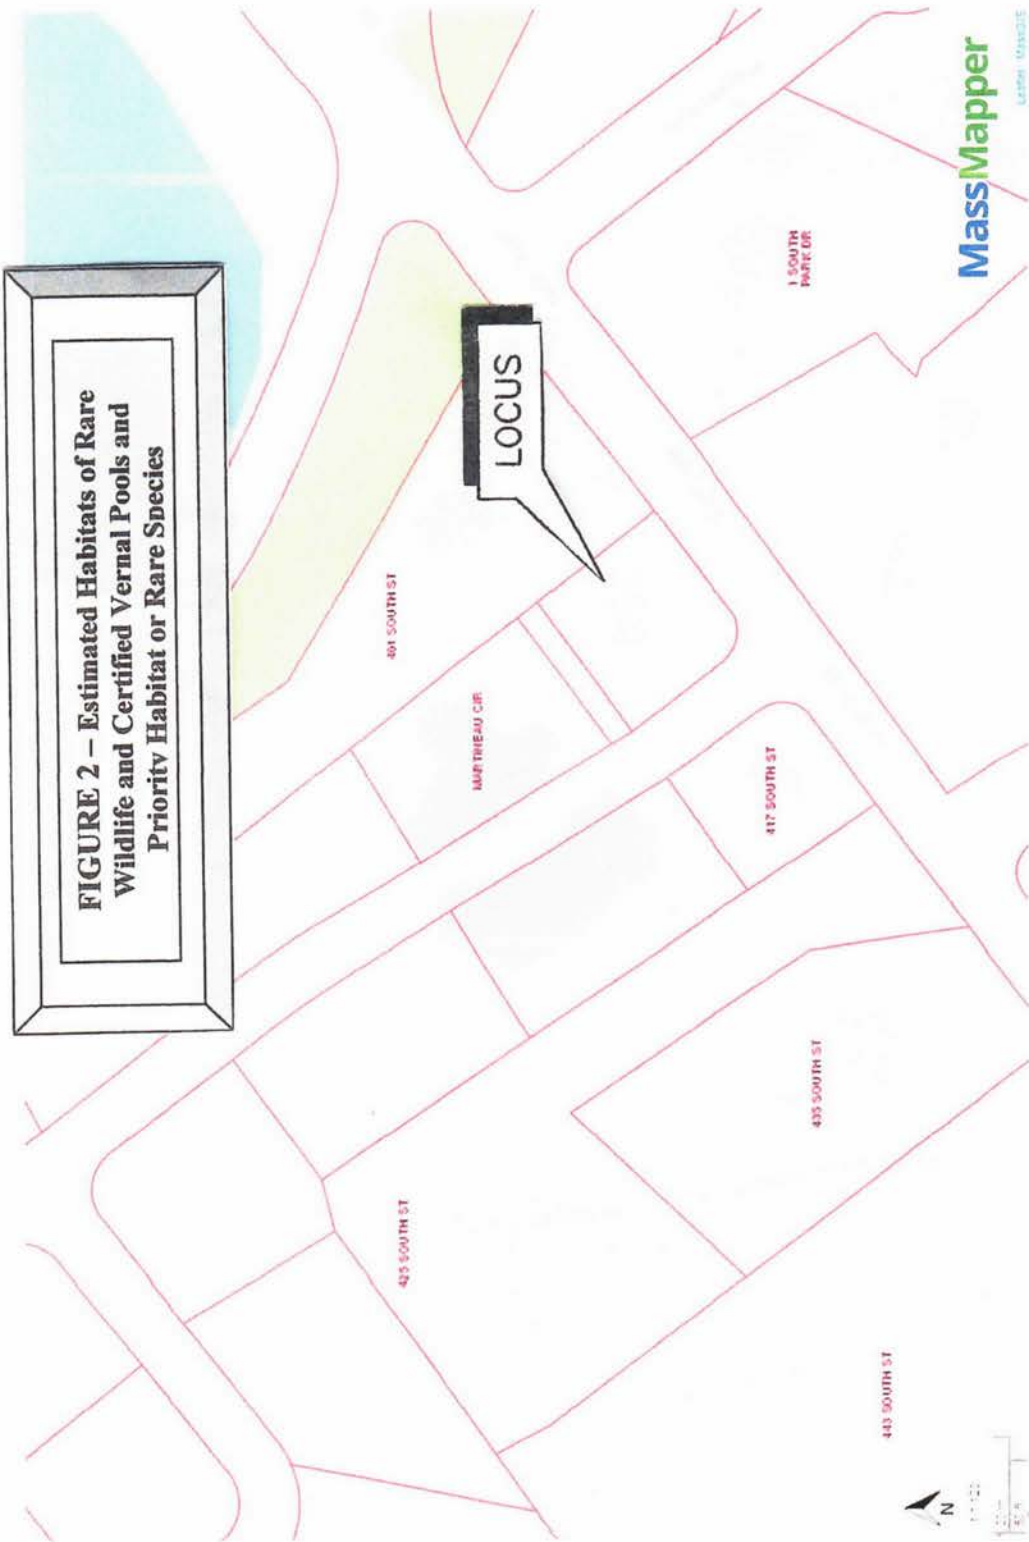 FIGURE 2 – Estimated Habitats of Rare
Wildlife and Certified Vernal Pools and
Priority Habitat or Rare Species
LOCUS
401 SOUTH ST
MARTINEAU CIR
1 SOUTH
PARK DR
417 SOUTH ST
425 SOUTH ST
435 SOUTH ST
443 SOUTH ST
N
MassMapper
Leaflet MassGIS